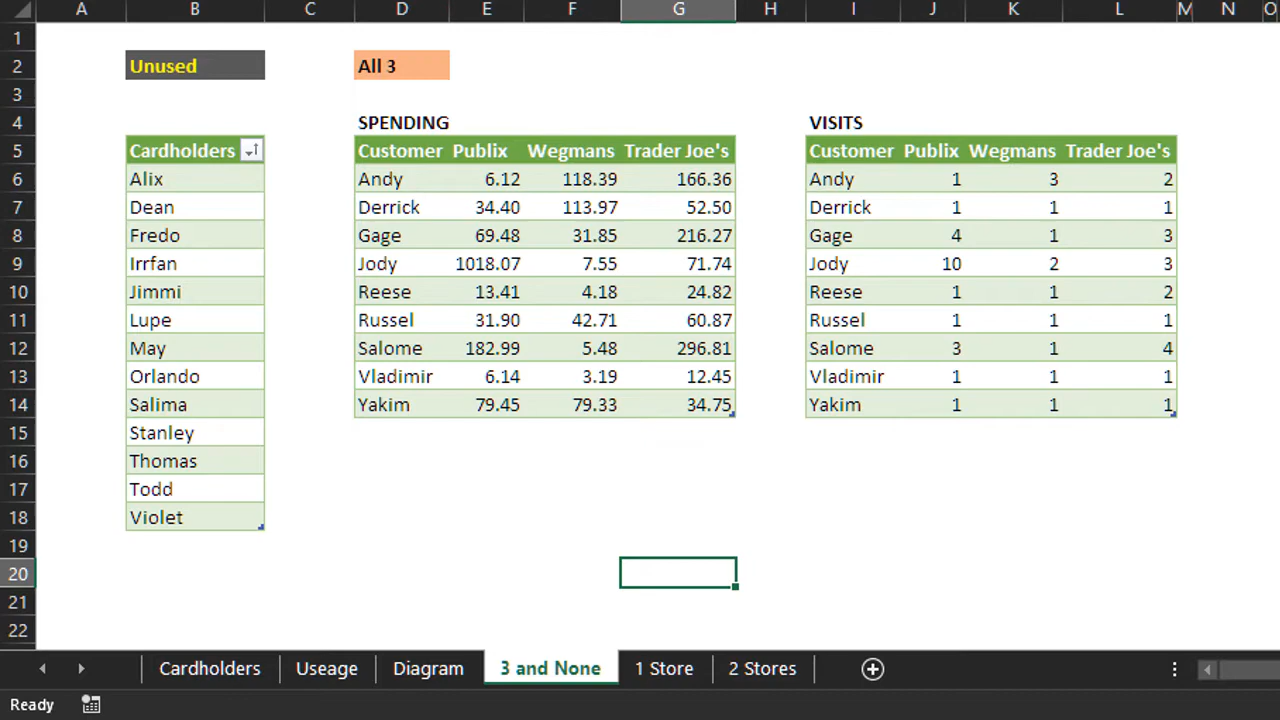 A B C D E F G H I J K L M N O
1
2 Unused All 3
3
4 SPENDING VISITS
5 Cardholders Customer Publix Wegmans Trader Joe's Customer Publix Wegmans Trader Joe's
6 Alix Andy 6.12 118.39 166.36 Andy 1 3 2
7 Dean Derrick 34.40 113.97 52.50 Derrick 1 1 1
8 Fredo Gage 69.48 31.85 216.27 Gage 4 1 3
9 Irrfan Jody 1018.07 7.55 71.74 Jody 10 2 3
10 Jimmi Reese 13.41 4.18 24.82 Reese 1 1 2
11 Lupe Russel 31.90 42.71 60.87 Russel 1 1 1
12 May Salome 182.99 5.48 296.81 Salome 3 1 4
13 Orlando Vladimir 6.14 3.19 12.45 Vladimir 1 1 1
14 Salima Yakim 79.45 79.33 34.75 Yakim 1 1 1
15 Stanley
16 Thomas
17 Todd
18 Violet
19
20
21
22
Cardholders Useage Diagram 3 and None 1 Store 2 Stores
Ready